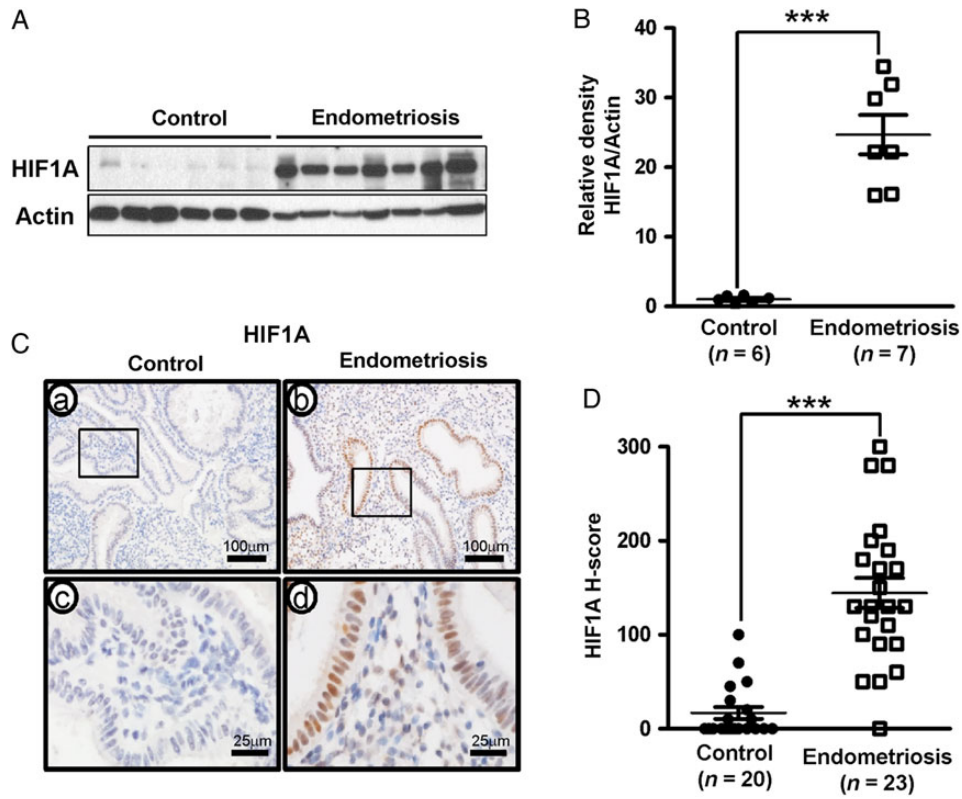 A
Control Endometriosis
HIF1A
Actin
B
***
Relative density
HIF1A/Actin
40
30
20
10
0
Control
(n = 6)
Endometriosis
(n = 7)
C
HIF1A
Control Endometriosis
a
b
100μm
100μm
c
d
25μm
25μm
D
***
HIF1A H-score
300
200
100
0
Control
(n = 20)
Endometriosis
(n = 23)